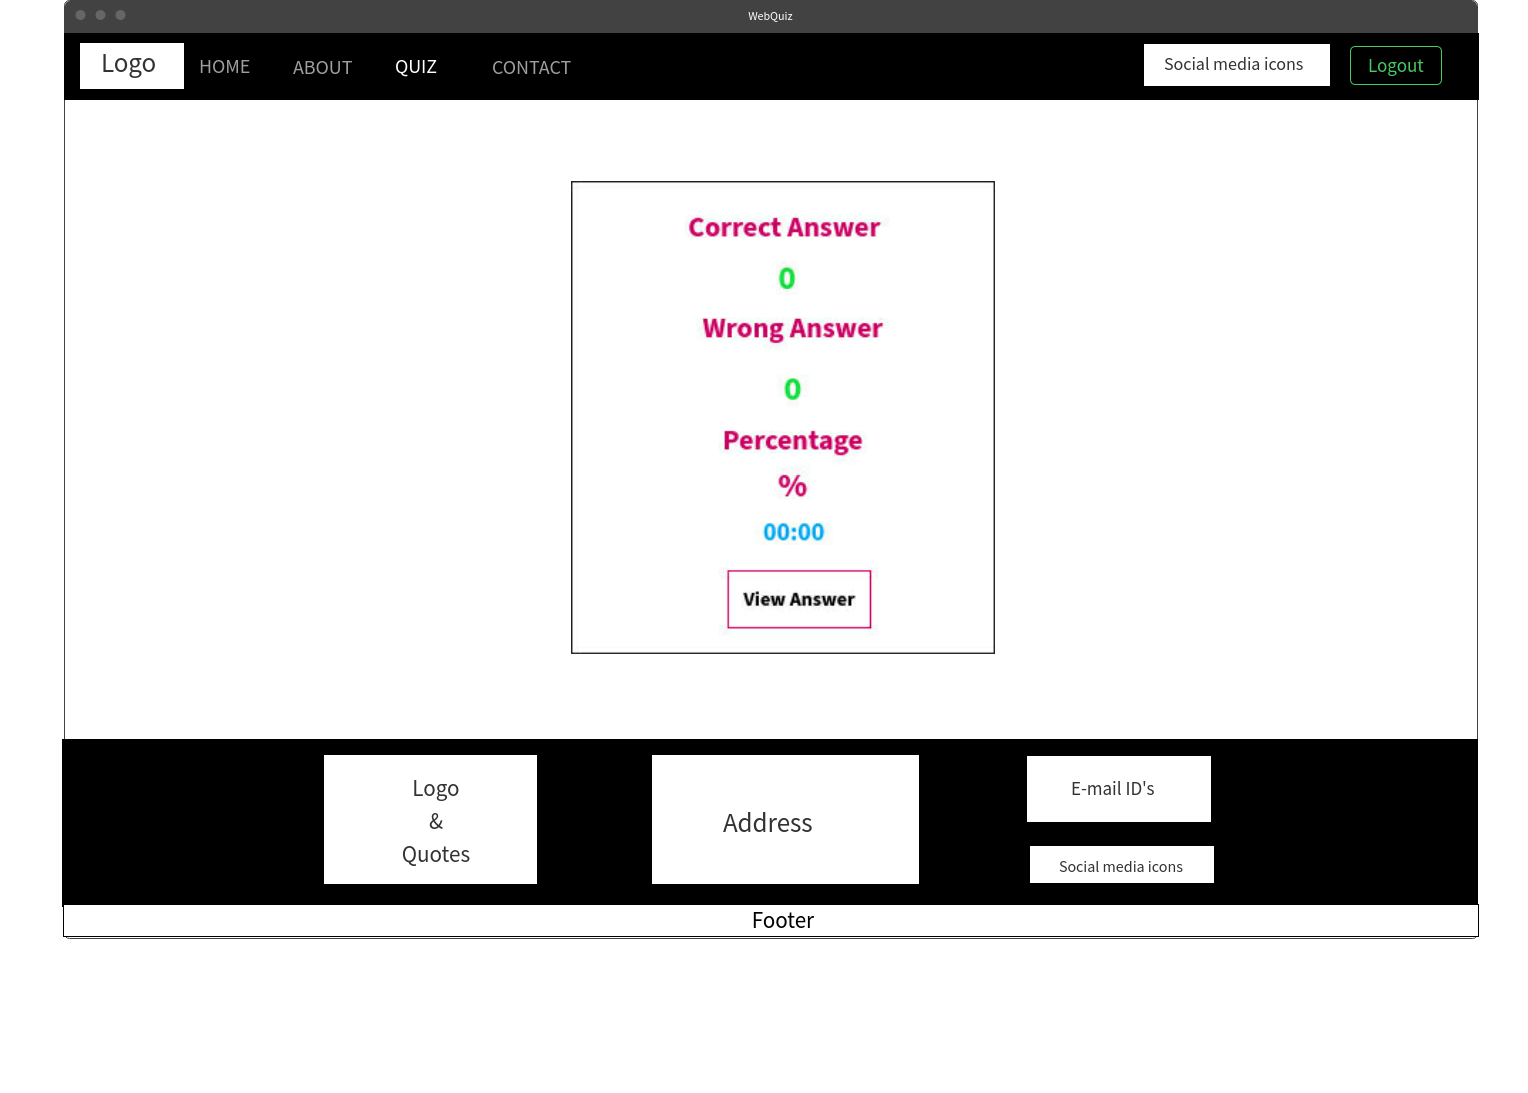 WebQuiz
Logo
HOME
ABOUT
QUIZ
CONTACT
Social media icons
Logout
Correct Answer
0
Wrong Answer
0
Percentage
%
00:00
View Answer
Logo
&
Quotes
Address
E-mail ID's
Social media icons
Footer